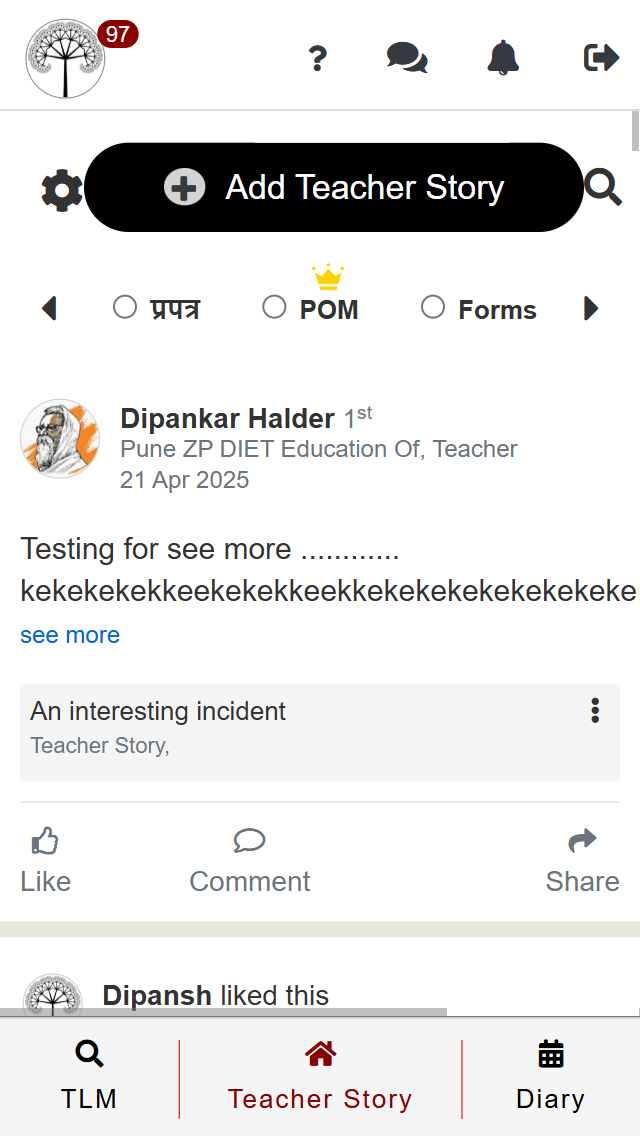 97
?
Add Teacher Story
प्रपत्र POM Forms
Dipankar Halder 1st
Pune ZP DIET Education Of, Teacher
21 Apr 2025
Testing for see more ............
kekekekekkeekekekkeekkekekekekekekekeke
see more
An interesting incident
Teacher Story,
Like Comment Share
Dipansh liked this
TLM Teacher Story Diary